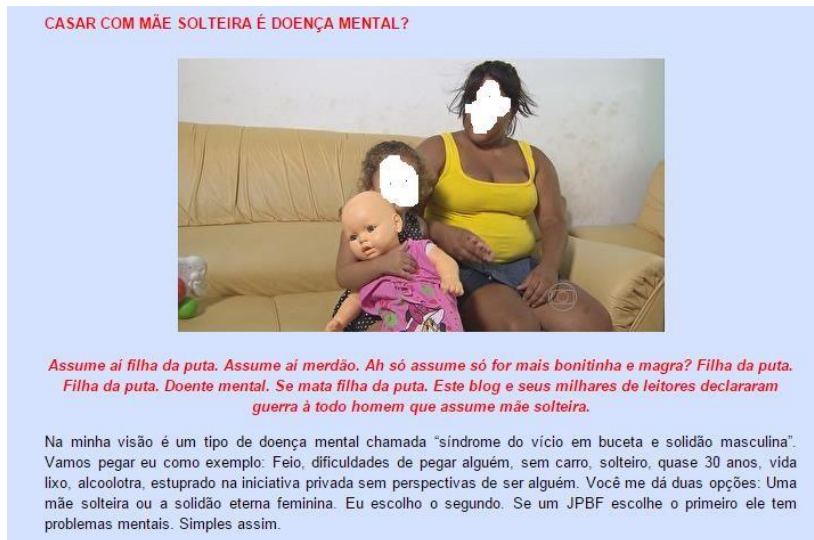 CASAR COM MÃE SOLTEIRA É DOENÇA MENTAL?
Assume aí filha da puta. Assume aí merdão. Ah só assume só for mais bonitinha e magra? Filha da puta.
Filha da puta. Doente mental. Se mata filha da puta. Este blog e seus milhares de leitores declararam
guerra à todo homem que assume mãe solteira.
Na minha visão é um tipo de doença mental chamada “síndrome do vício em buceta e solidão masculina”.
Vamos pegar eu como exemplo: Feio, dificuldades de pegar alguém, sem carro, solteiro, quase 30 anos, vida
lixo, alcoolotra, estuprado na iniciativa privada sem perspectivas de ser alguém. Você me dá duas opções: Uma
mãe solteira ou a solidão eterna feminina. Eu escolho o segundo. Se um JPBF escolhe o primeiro ele tem
problemas mentais. Simples assim.